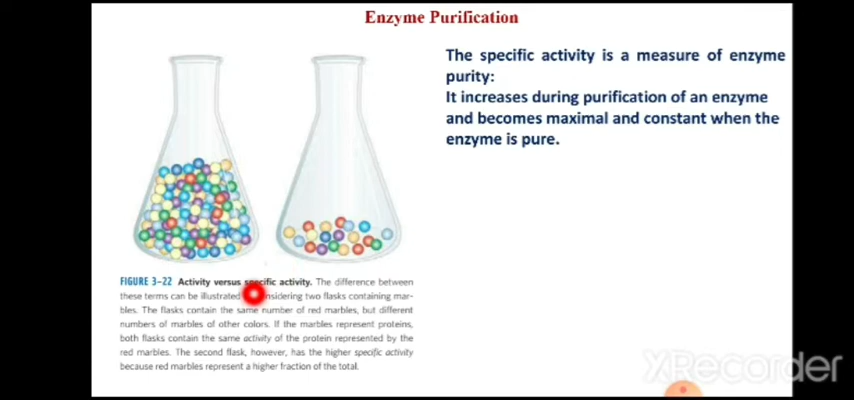 Enzyme Purification
The specific activity is a measure of enzyme
purity:
It increases during purification of an enzyme
and becomes maximal and constant when the
enzyme is pure.
FIGURE 3–22 Activity versus specific activity. The difference between
these terms can be illustrated considering two flasks containing mar-
bles. The flasks contain the same number of red marbles, but different
numbers of marbles of other colors. If the marbles represent proteins,
both flasks contain the same activity of the protein represented by the
red marbles. The second flask, however, has the higher specific activity
because red marbles represent a higher fraction of the total.
XRecorder